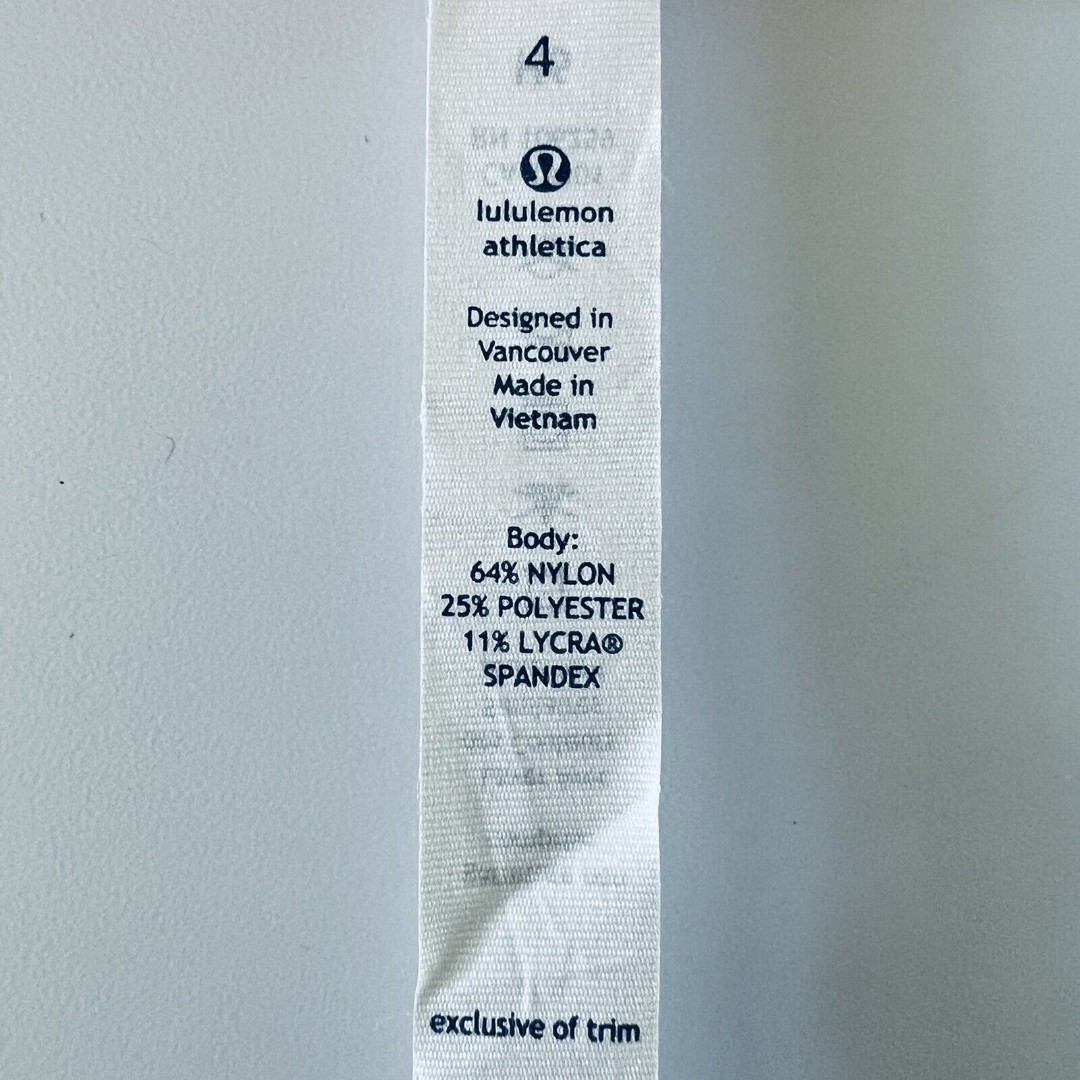 4
lululemon
athletica
Designed in
Vancouver
Made in
Vietnam
Body:
64% NYLON
25% POLYESTER
11% LYCRA®
SPANDEX
exclusive of trim